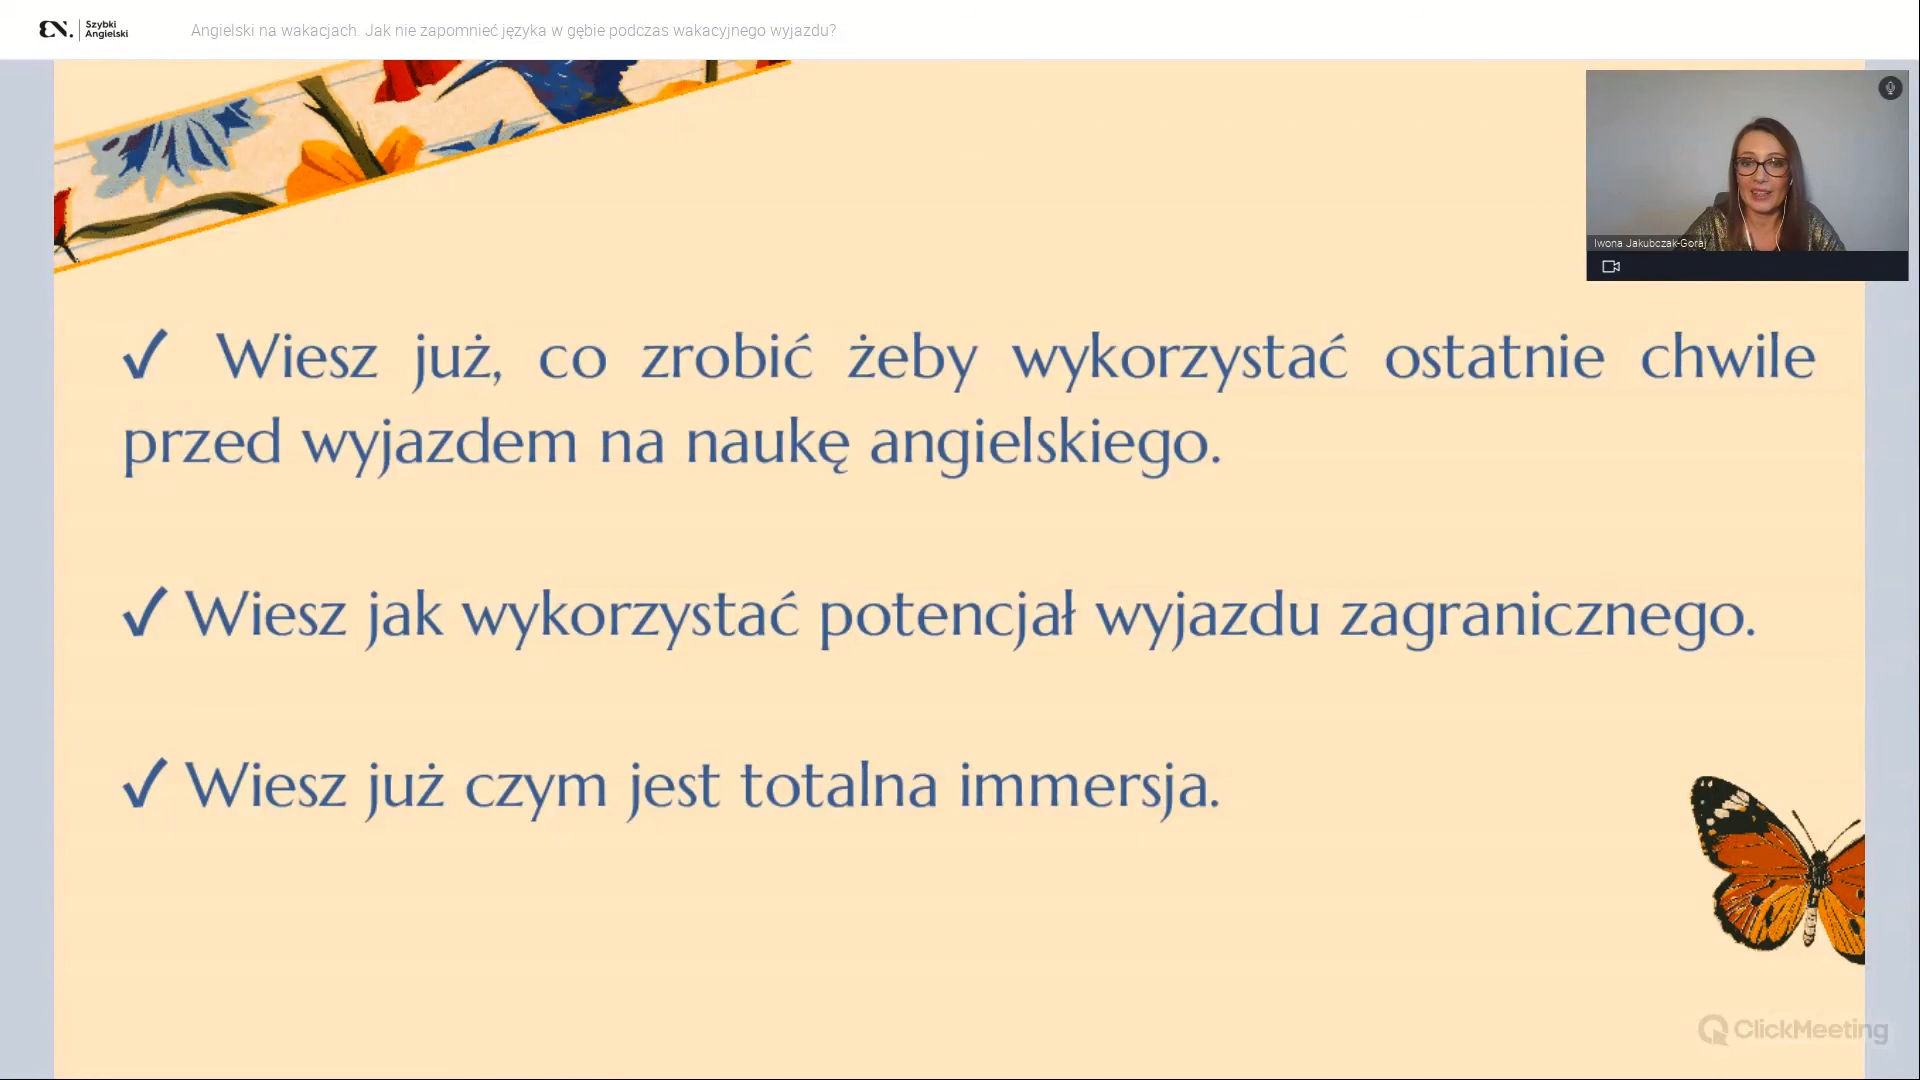 EN. Szybki
Angielski
Angielski na wakacjach. Jak nie zapomnieć języka w gębie podczas wakacyjnego wyjazdu?
Iwona Jakubczak-Goraj
✓ Wiesz już, co zrobić żeby wykorzystać ostatnie chwile
przed wyjazdem na naukę angielskiego.
✓ Wiesz jak wykorzystać potencjał wyjazdu zagranicznego.
✓ Wiesz już czym jest totalna immersja.
ClickMeeting